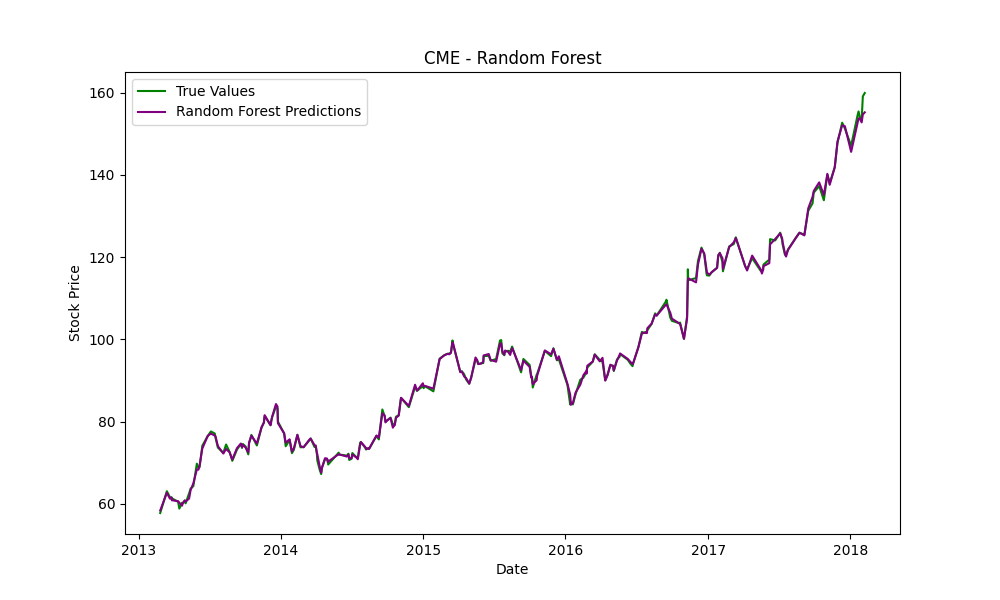 CME - Random Forest
True Values
Random Forest Predictions
160
140
120
100
80
60
Stock Price
2013 2014 2015 2016 2017 2018
Date